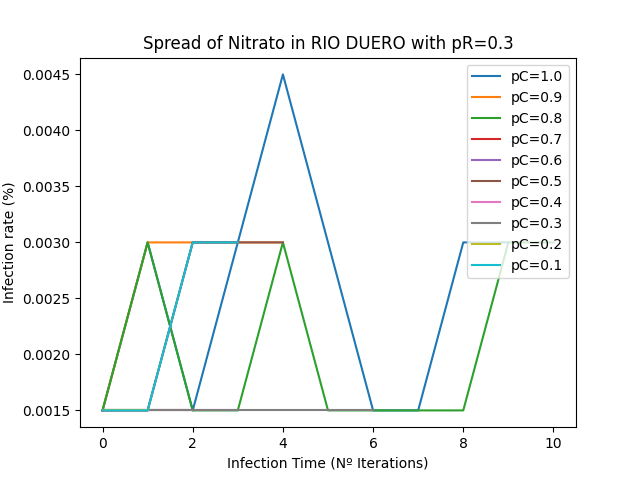 Spread of Nitrato in RIO DUERO with pR=0.3
Infection rate (%)
0.0045
0.0040
0.0035
0.0030
0.0025
0.0020
0.0015
0 2 4 6 8 10
Infection Time (Nº Iterations)
pC=1.0
pC=0.9
pC=0.8
pC=0.7
pC=0.6
pC=0.5
pC=0.4
pC=0.3
pC=0.2
pC=0.1